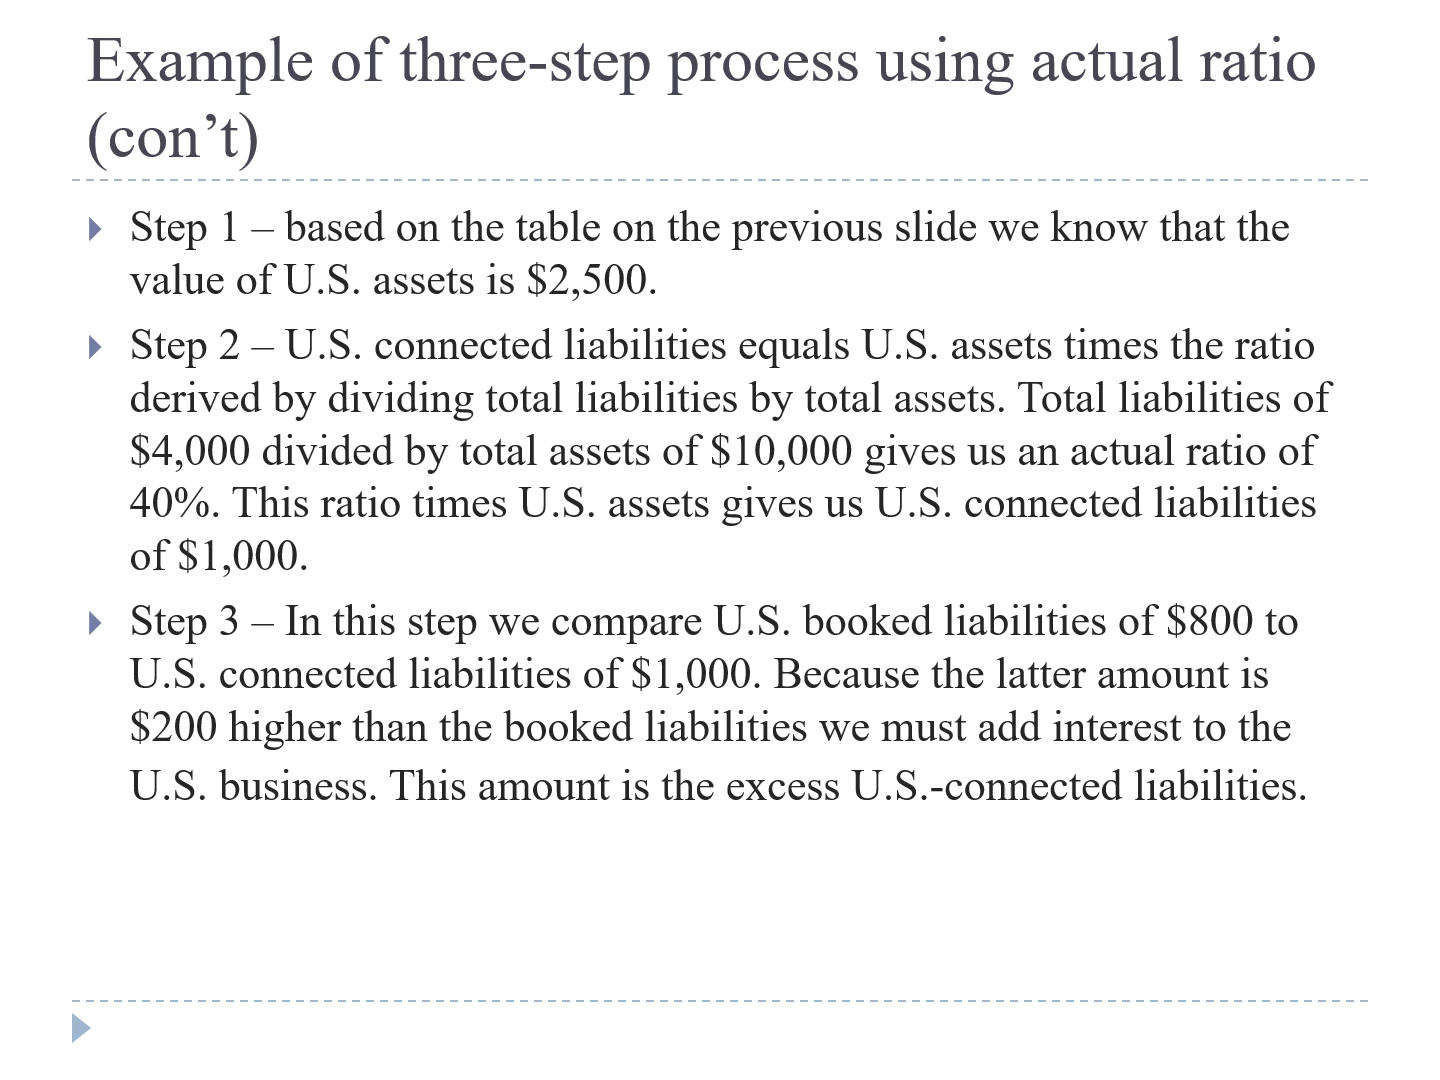 Example of three-step process using actual ratio
(con’t)
Step 1 – based on the table on the previous slide we know that the
value of U.S. assets is $2,500.
Step 2 – U.S. connected liabilities equals U.S. assets times the ratio
derived by dividing total liabilities by total assets. Total liabilities of
$4,000 divided by total assets of $10,000 gives us an actual ratio of
40%. This ratio times U.S. assets gives us U.S. connected liabilities
of $1,000.
Step 3 – In this step we compare U.S. booked liabilities of $800 to
U.S. connected liabilities of $1,000. Because the latter amount is
$200 higher than the booked liabilities we must add interest to the
U.S. business. This amount is the excess U.S.-connected liabilities.